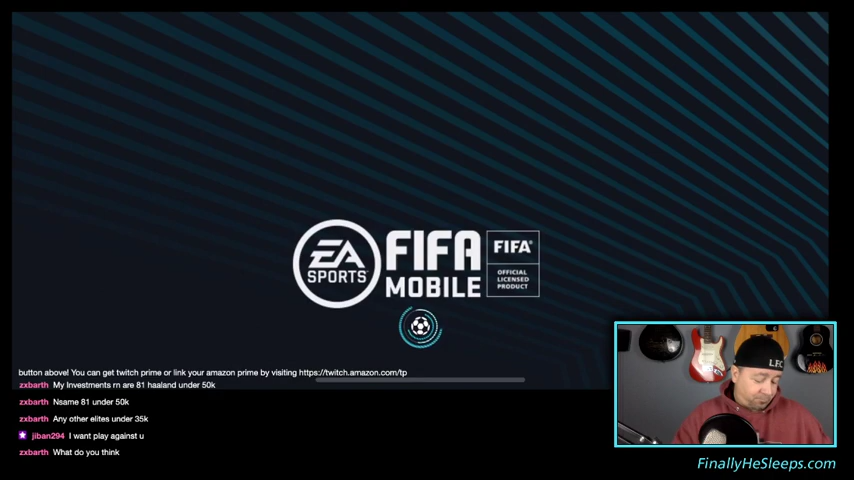 EA
SPORTS
FIFA
MOBILE
FIFA
OFFICIAL
LICENSED
PRODUCT
button above! You can get twitch prime or link your amazon prime by visiting https://twitch.amazon.com/tp
zxbarth My Investments rn are 81 haaland under 50k
zxbarth Nsame 81 under 50k
zxbarth Any other elites under 35k
jiban294 I want play against u
zxbarth What do you think
LFC
FinallyHeSleeps.com